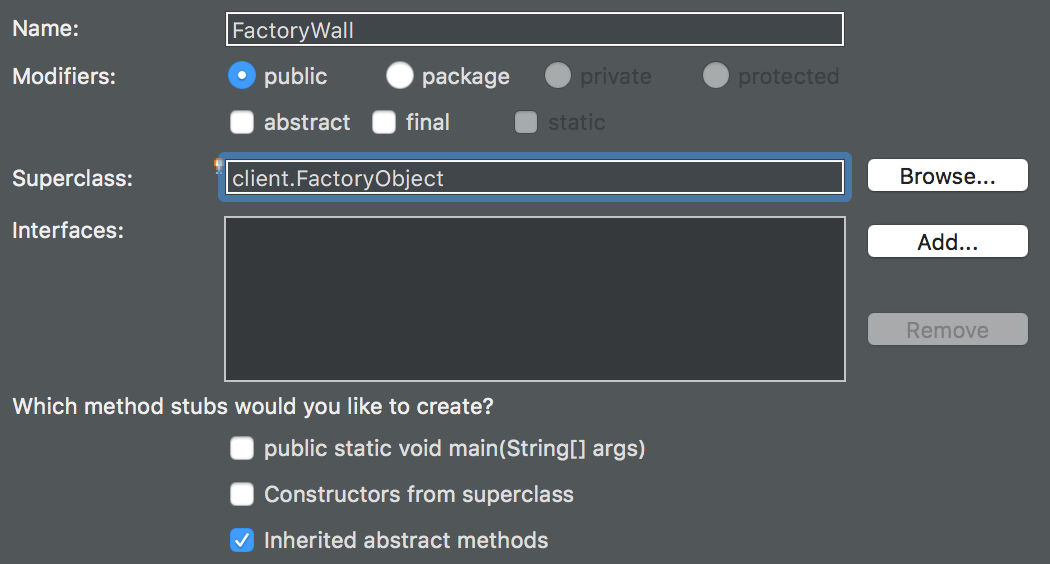 Name: FactoryWall
Modifiers: public package private protected
abstract final static
Superclass: client.FactoryObject Browse...
Interfaces: Add...
Remove
Which method stubs would you like to create?
public static void main(String[] args)
Constructors from superclass
Inherited abstract methods